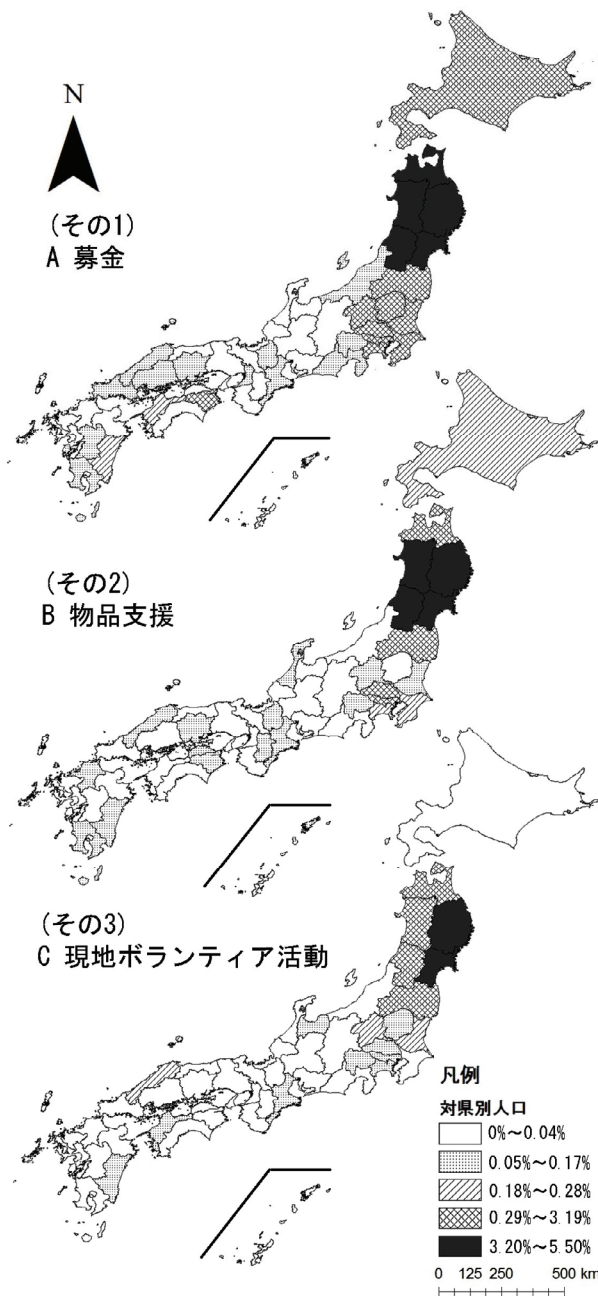 N
(その1)
A 募金
(その2)
B 物品支援
(その3)
C 現地ボランティア活動
凡例
対県別人口
0%～0.04%
0.05%～0.17%
0.18%～0.28%
0.29%～3.19%
3.20%～5.50%
0 125 250 500 km